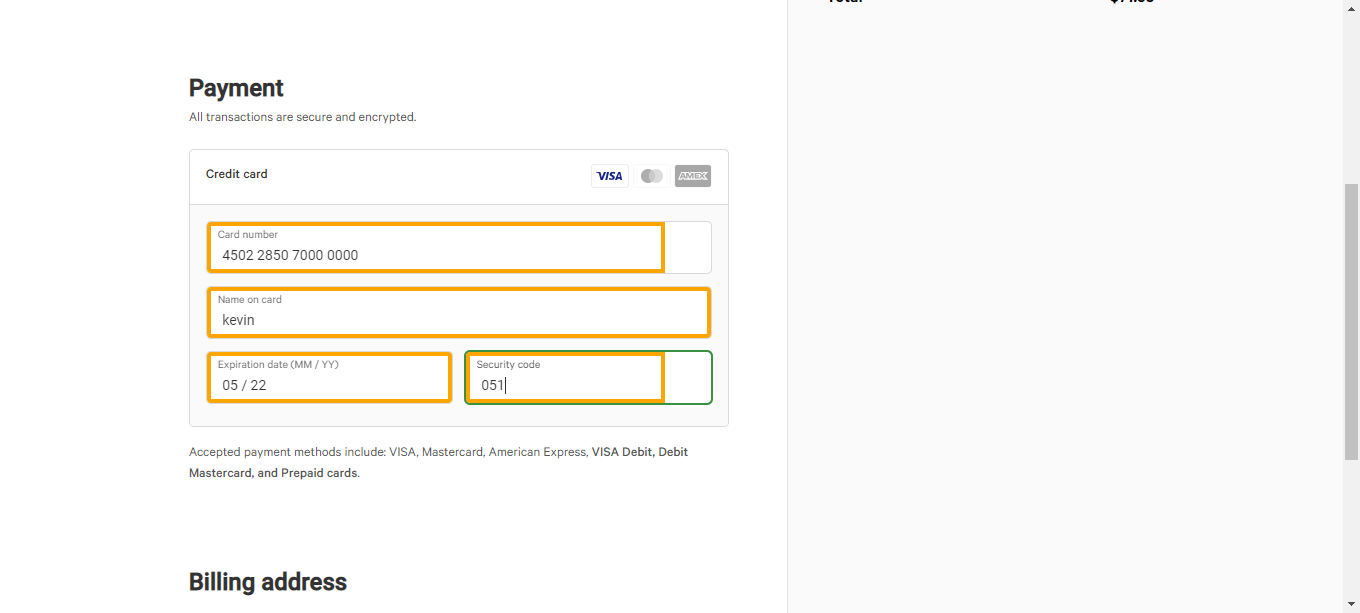 Payment
All transactions are secure and encrypted.
Credit card
VISA
AMEX
Card number
4502 2850 7000 0000
Name on card
kevin
Expiration date (MM / YY) Security code
05 / 22 051
Accepted payment methods include: VISA, Mastercard, American Express, VISA Debit, Debit
Mastercard, and Prepaid cards.
Billing address